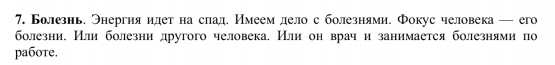 7. Болезнь. Энергия идет на спад. Имеем дело с болезнями. Фокус человека — его
болезни. Или болезни другого человека. Или он врач и занимается болезнями по
работе.